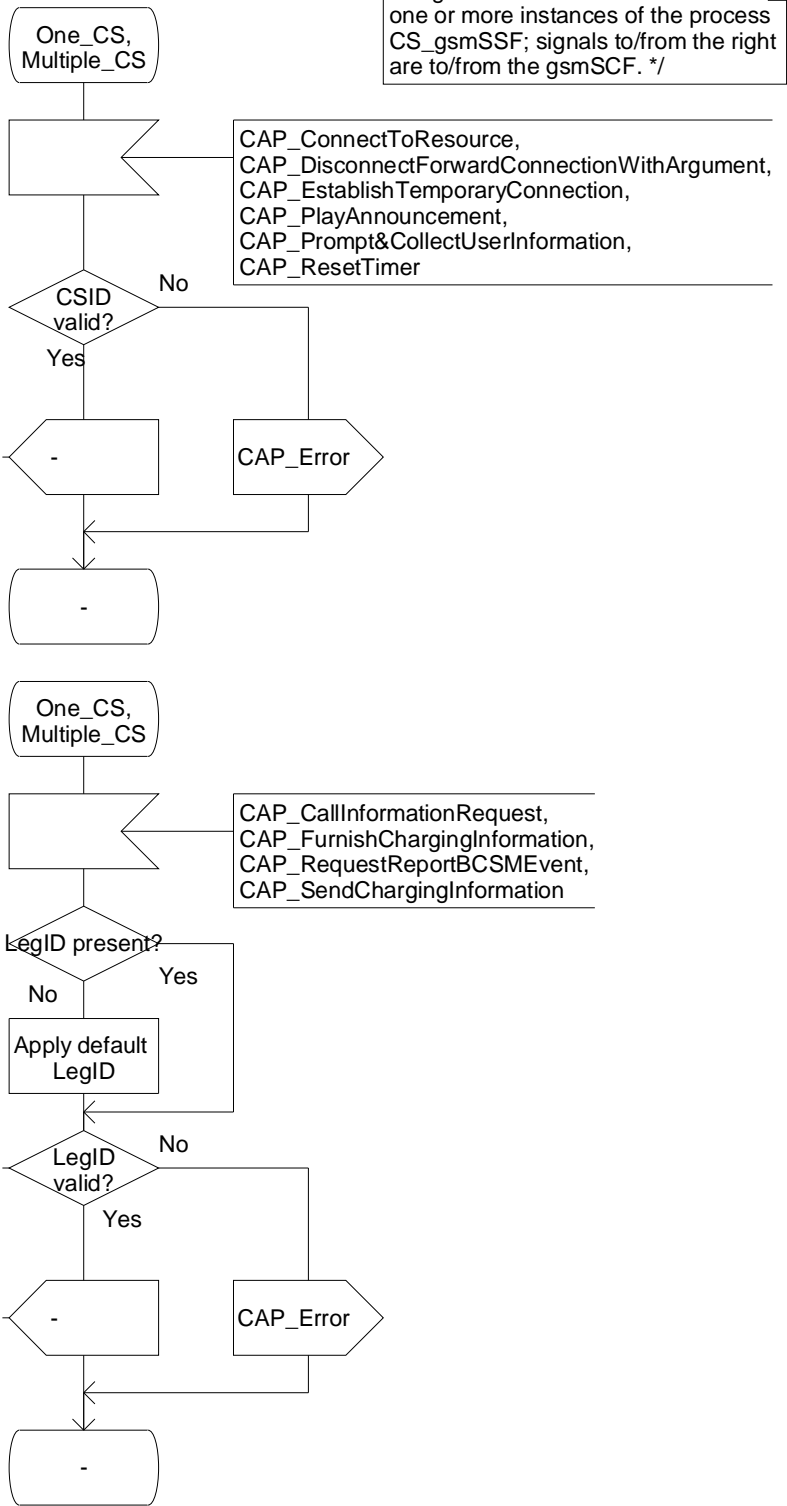 one or more instances of the process
CS_gsmSSF; signals to/from the right
are to/from the gsmSCF. */
One_CS,
Multiple_CS
CAP_ConnectToResource,
CAP_DisconnectForwardConnectionWithArgument,
CAP_EstablishTemporaryConnection,
CAP_PlayAnnouncement,
CAP_Prompt&CollectUserInformation,
CAP_ResetTimer
CSID
valid?
No
Yes
-
CAP_Error
-
One_CS,
Multiple_CS
CAP_CallInformationRequest,
CAP_FurnishChargingInformation,
CAP_RequestReportBCSMEvent,
CAP_SendChargingInformation
LegID present?
Yes
No
Apply default
LegID
LegID
valid?
No
Yes
-
CAP_Error
-